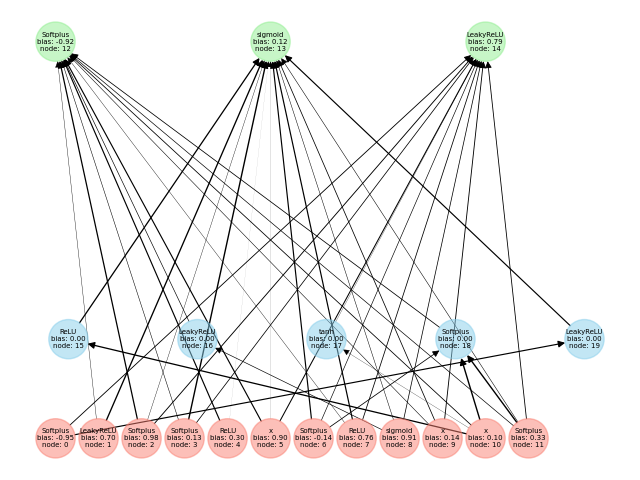 Softplus
bias: -0.92
node: 12
sigmoid
bias: 0.12
node: 13
LeakyReLU
bias: 0.79
node: 14
ReLU
bias: 0.00
node: 15
LeakyReLU
bias: 0.00
node: 16
tanh
bias: 0.00
node: 17
Softplus
bias: 0.00
node: 18
LeakyReLU
bias: 0.00
node: 19
Softplus
bias: -0.95
node: 0
LeakyReLU
bias: 0.70
node: 1
Softplus
bias: 0.98
node: 2
Softplus
bias: 0.13
node: 3
ReLU
bias: 0.30
node: 4
x
bias: 0.90
node: 5
Softplus
bias: -0.14
node: 6
ReLU
bias: 0.76
node: 7
sigmoid
bias: 0.91
node: 8
x
bias: 0.14
node: 9
x
bias: 0.10
node: 10
Softplus
bias: 0.33
node: 11